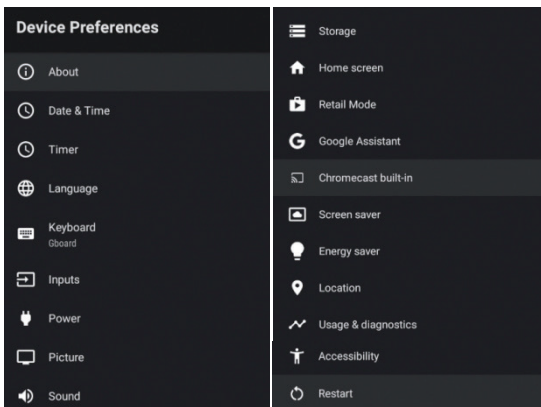 Device Preferences
About
Date & Time
Timer
Language
Keyboard
Gboard
Inputs
Power
Picture
Sound
Storage
Home screen
Retail Mode
Google Assistant
Chromecast built-in
Screen saver
Energy saver
Location
Usage & diagnostics
Accessibility
Restart